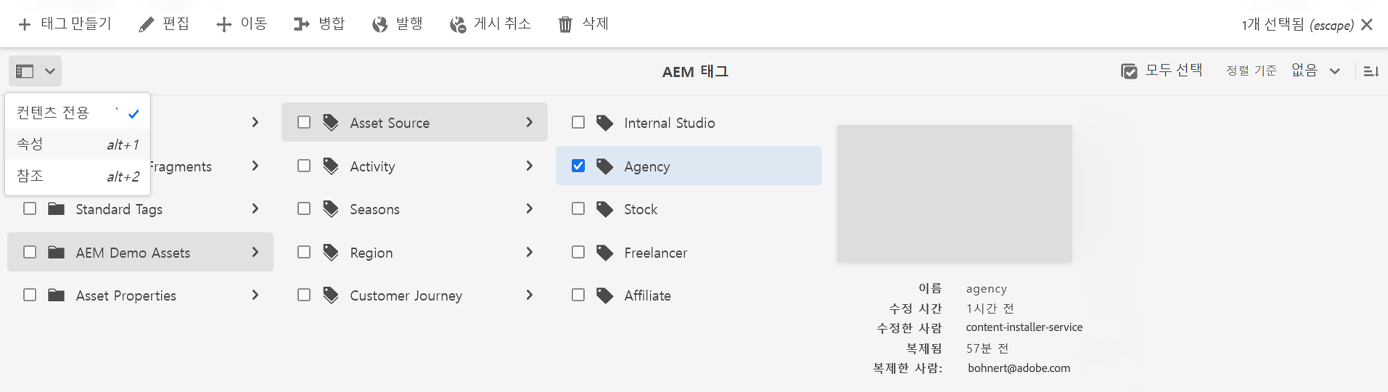 태그 만들기 편집 이동 병합 발행 게시 취소 삭제 1개 선택됨 (escape)
AEM 태그 모두 선택 정렬 기준 없음
컨텐츠 전용 `
속성 alt+1
참조 alt+2
Fragments
Standard Tags
AEM Demo Assets
Asset Properties
Asset Source
Activity
Seasons
Region
Customer Journey
Internal Studio
Agency
Stock
Freelancer
Affiliate
이름 agency
수정 시간 1시간 전
수정한 사람 content-installer-service
복제됨 57분 전
복제한 사람: bohnert@adobe.com